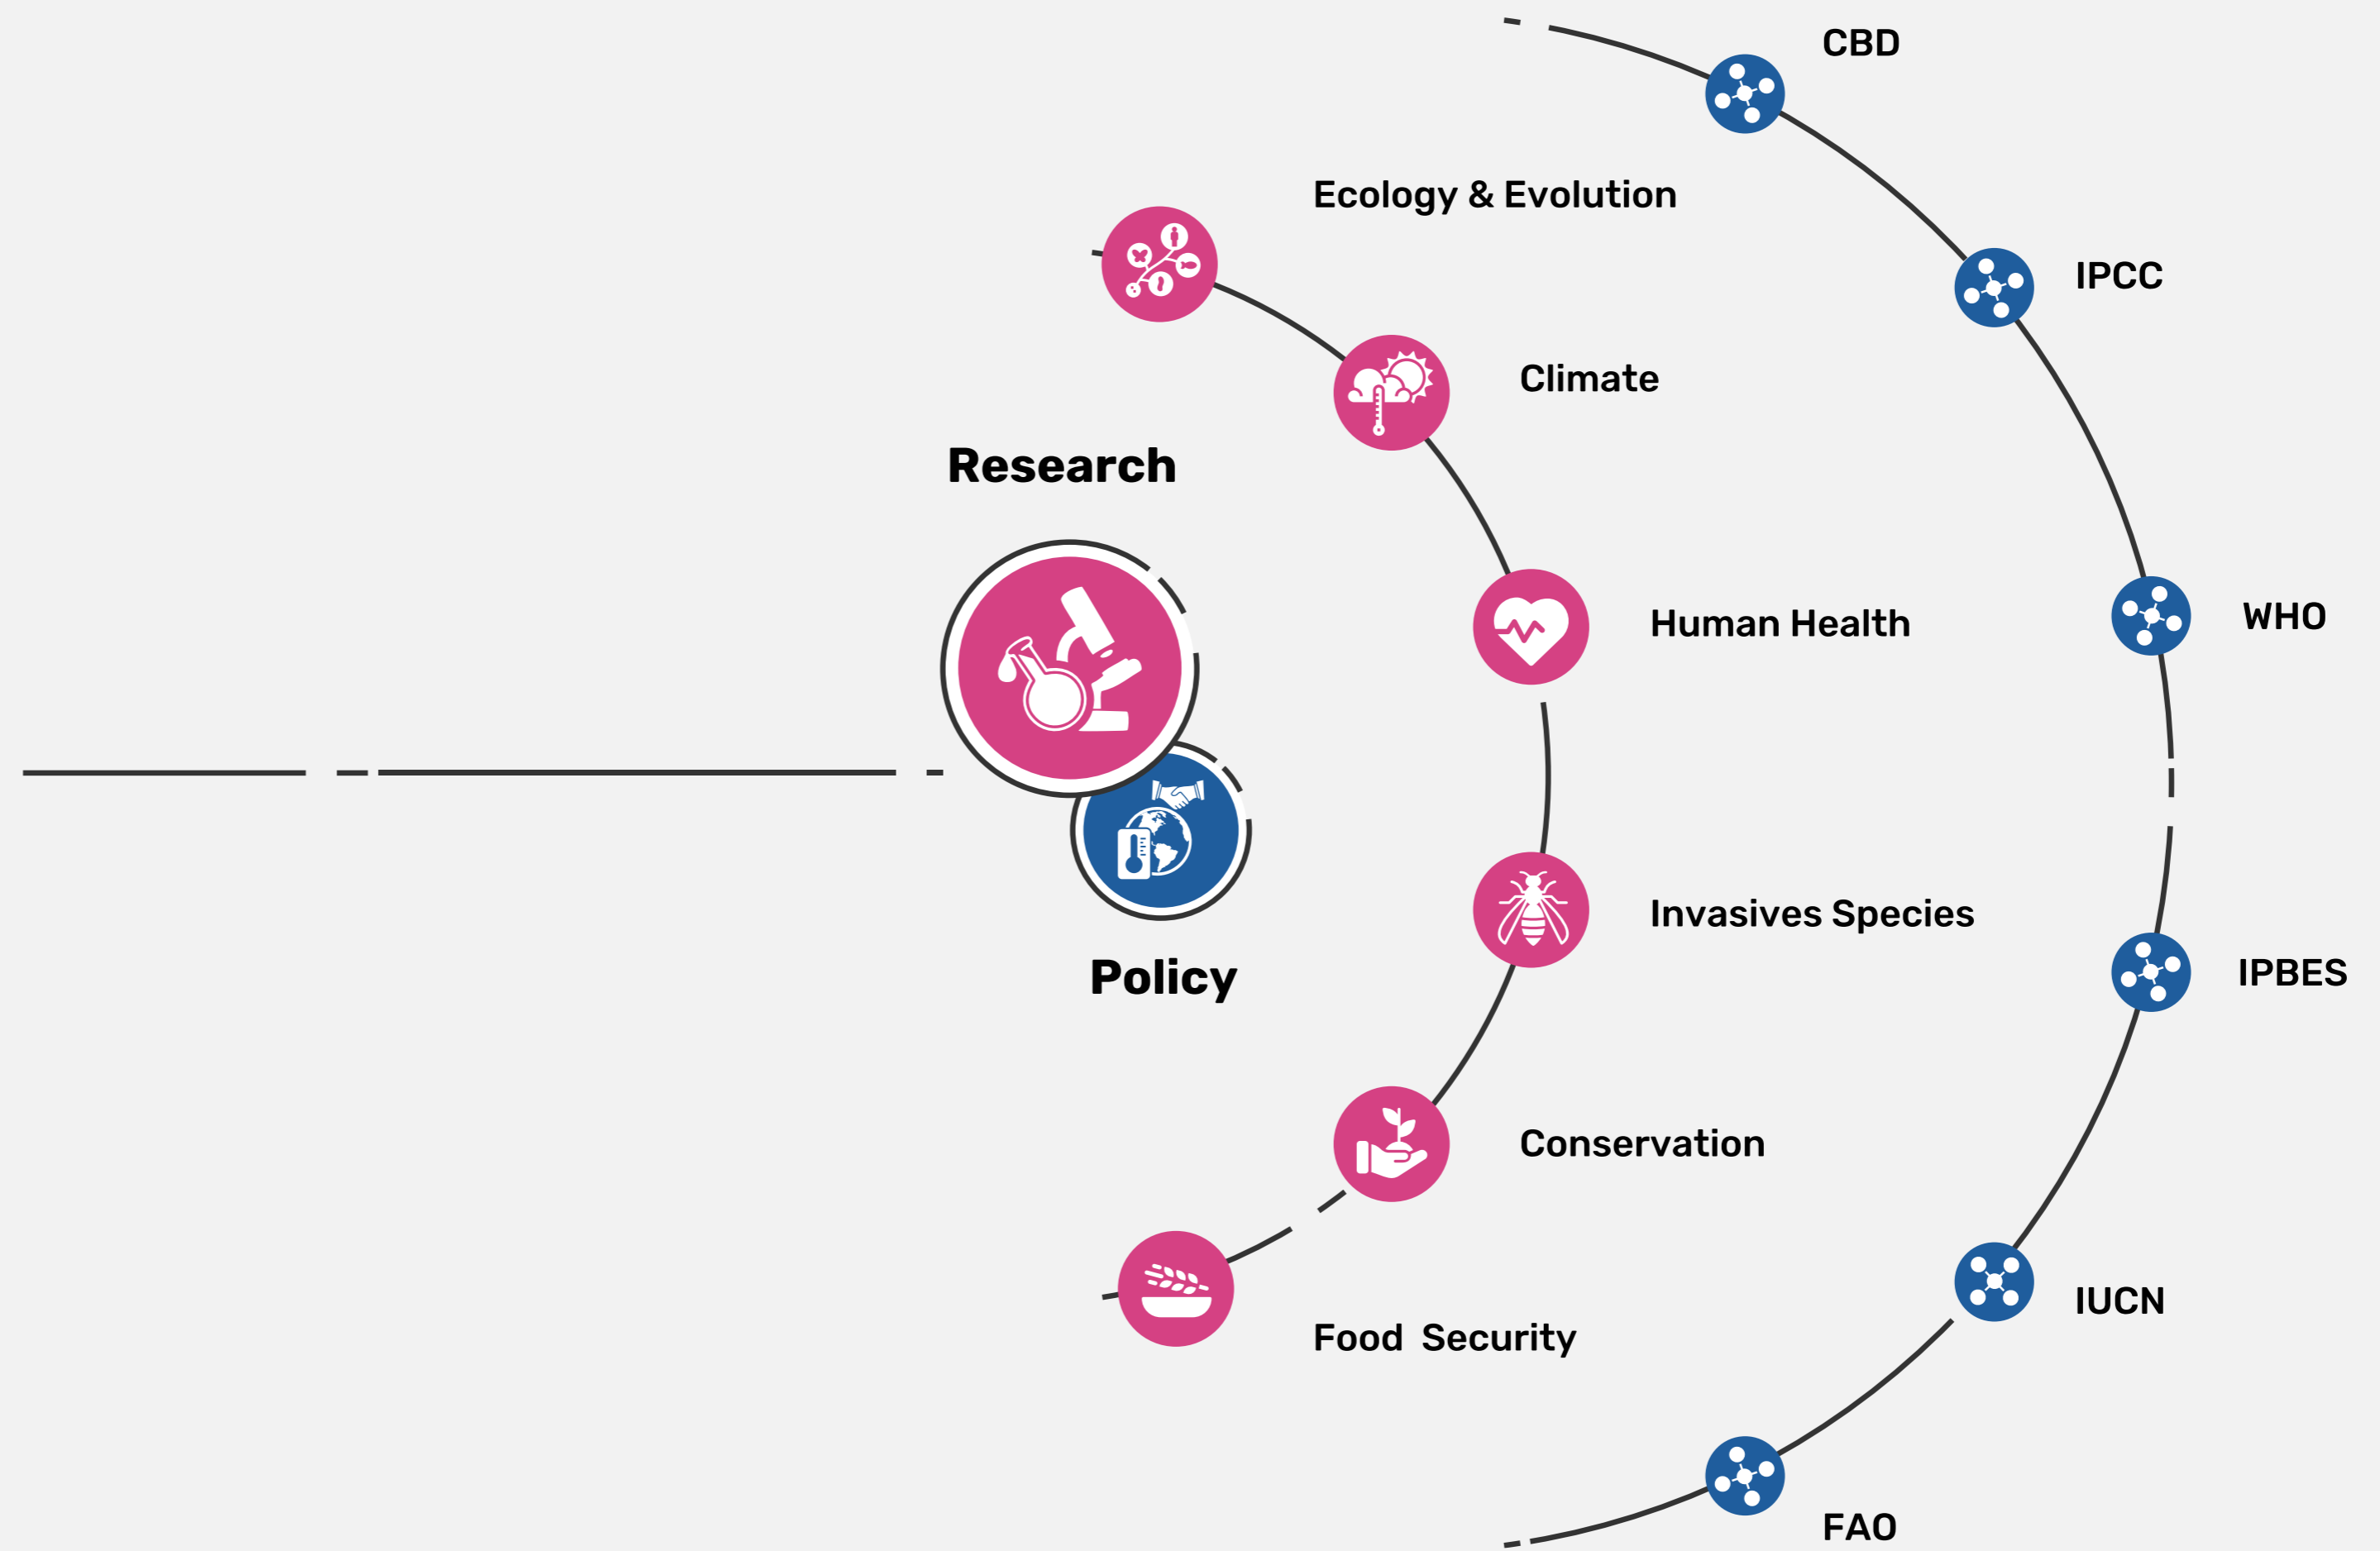 CBD
Ecology & Evolution
IPCC
Climate
Research
Human Health
WHO
Invasives Species
IPBES
Policy
Conservation
IUCN
Food  Security
FAO